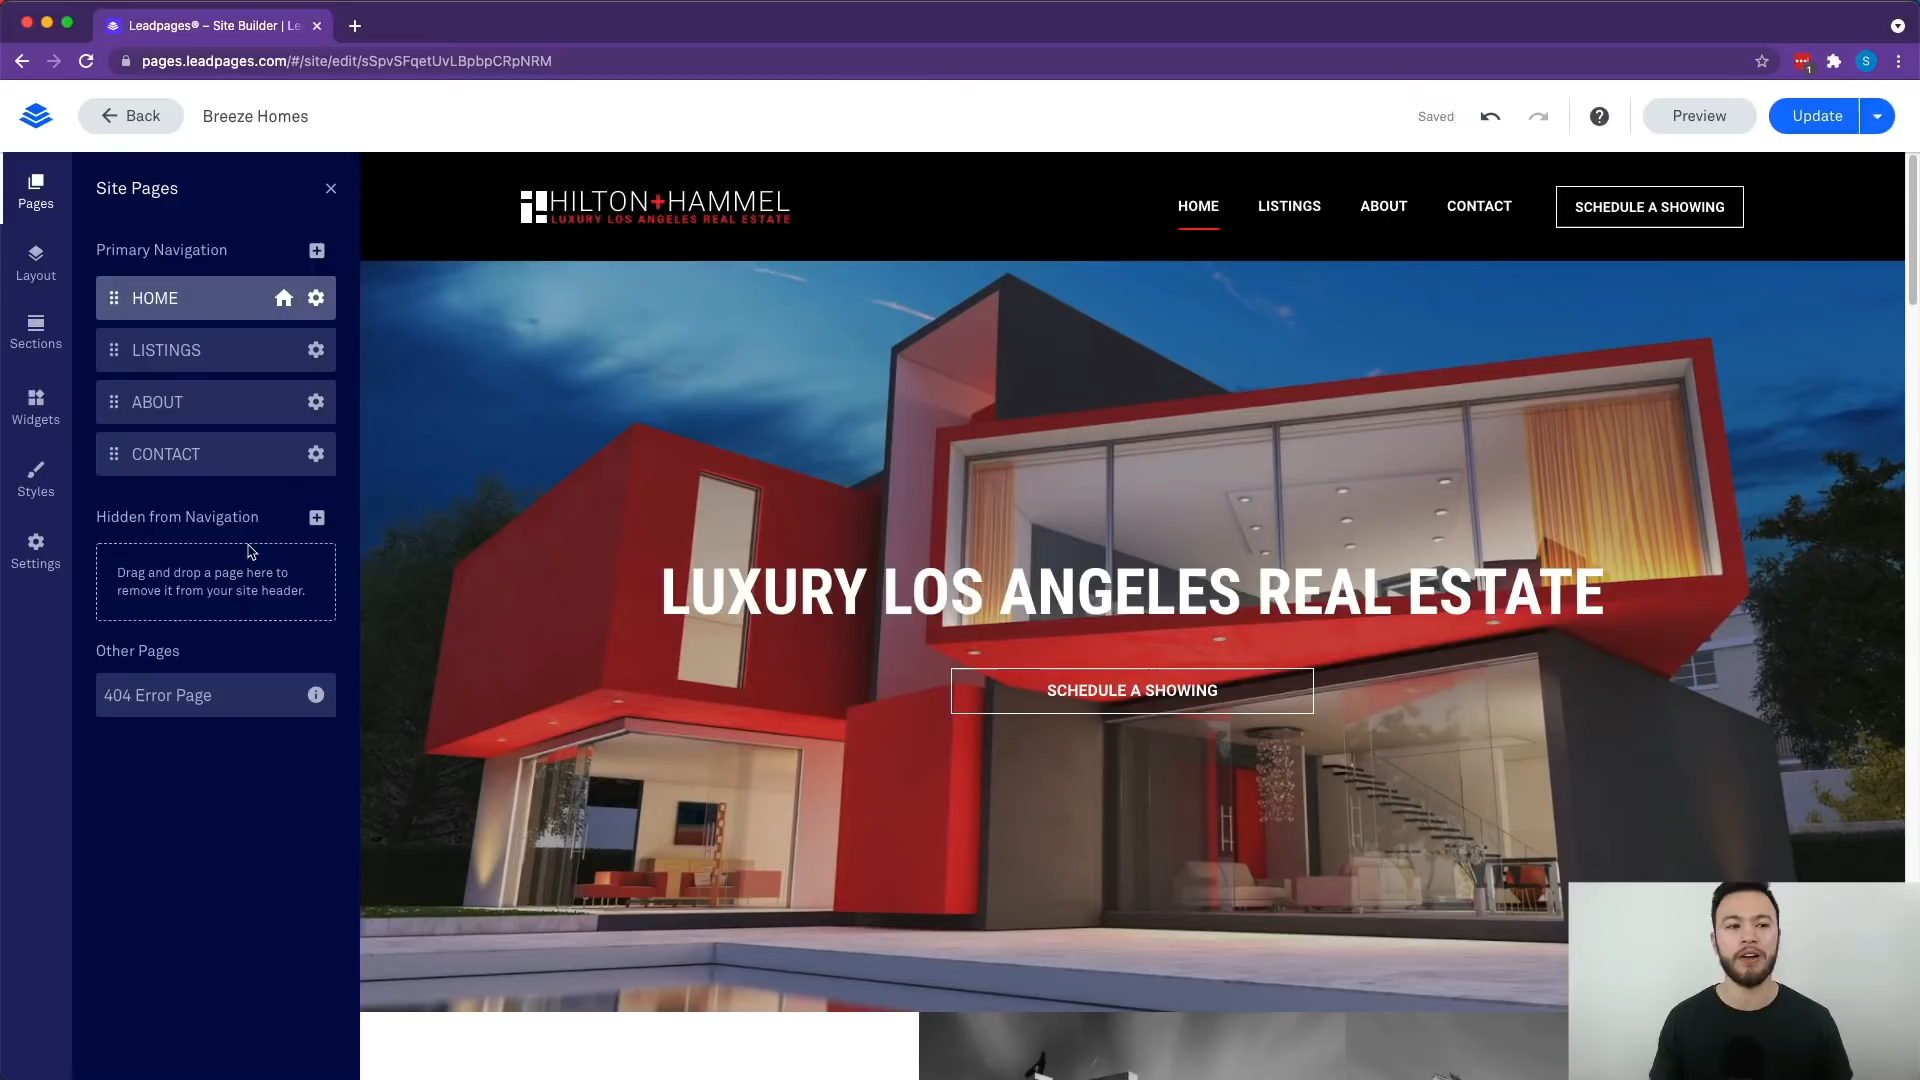 Leadpages® – Site Builder | Le
pages.leadpages.com/#/site/edit/sSpvSFqetUvLBpbpCRpNRM
1
S
Back
Breeze Homes
Saved
Preview
Update
Pages
Layout
Sections
Widgets
Styles
Settings
Site Pages
Primary Navigation
HOME
LISTINGS
ABOUT
CONTACT
Hidden from Navigation
Drag and drop a page here to
remove it from your site header.
Other Pages
404 Error Page
HILTON+HAMMEL
LUXURY LOS ANGELES REAL ESTATE
HOME LISTINGS ABOUT CONTACT SCHEDULE A SHOWING
LUXURY LOS ANGELES REAL ESTATE
SCHEDULE A SHOWING